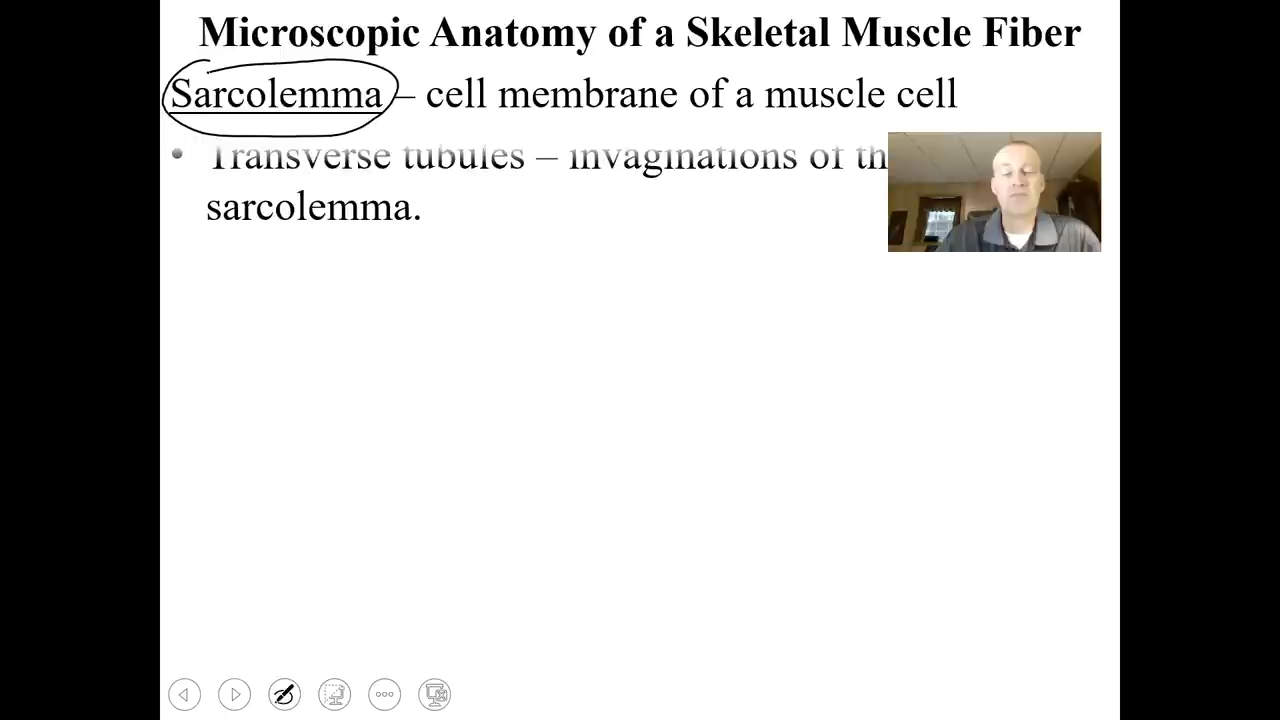 Microscopic Anatomy of a Skeletal Muscle Fiber
Sarcolemma – cell membrane of a muscle cell
• Transverse tubules – invaginations of th
sarcolemma.